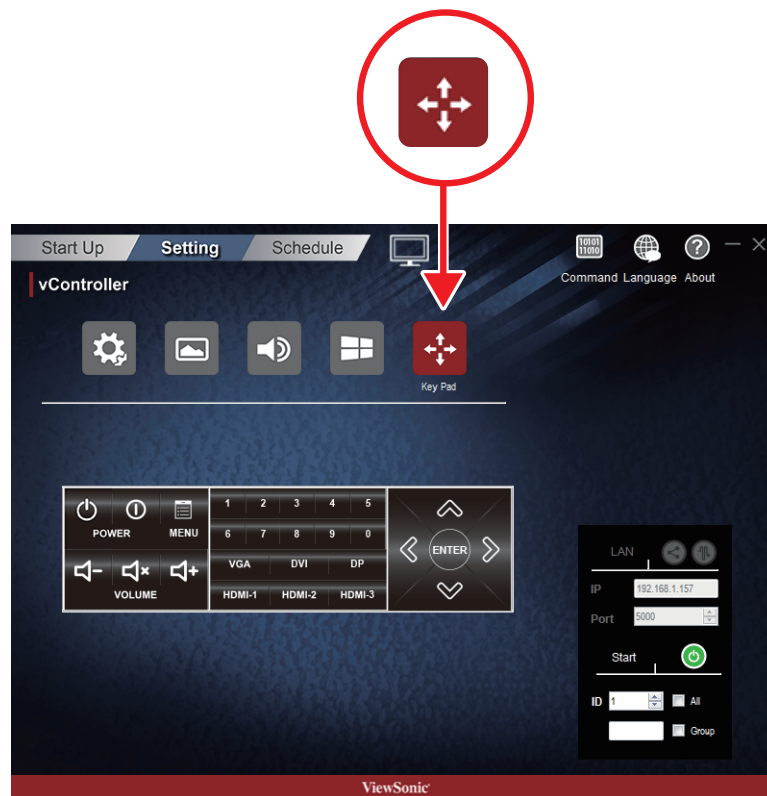 Start Up Setting Schedule
10101
11010
?
Command Language About
vController
Key Pad
1 2 3 4 5
POWER MENU
6 7 8 9 0
VGA DVI DP
ENTER
VOLUME
HDMI-1 HDMI-2 HDMI-3
LAN
IP 192.168.1.157
Port 5000
Start
ID 1 All
Group
ViewSonic